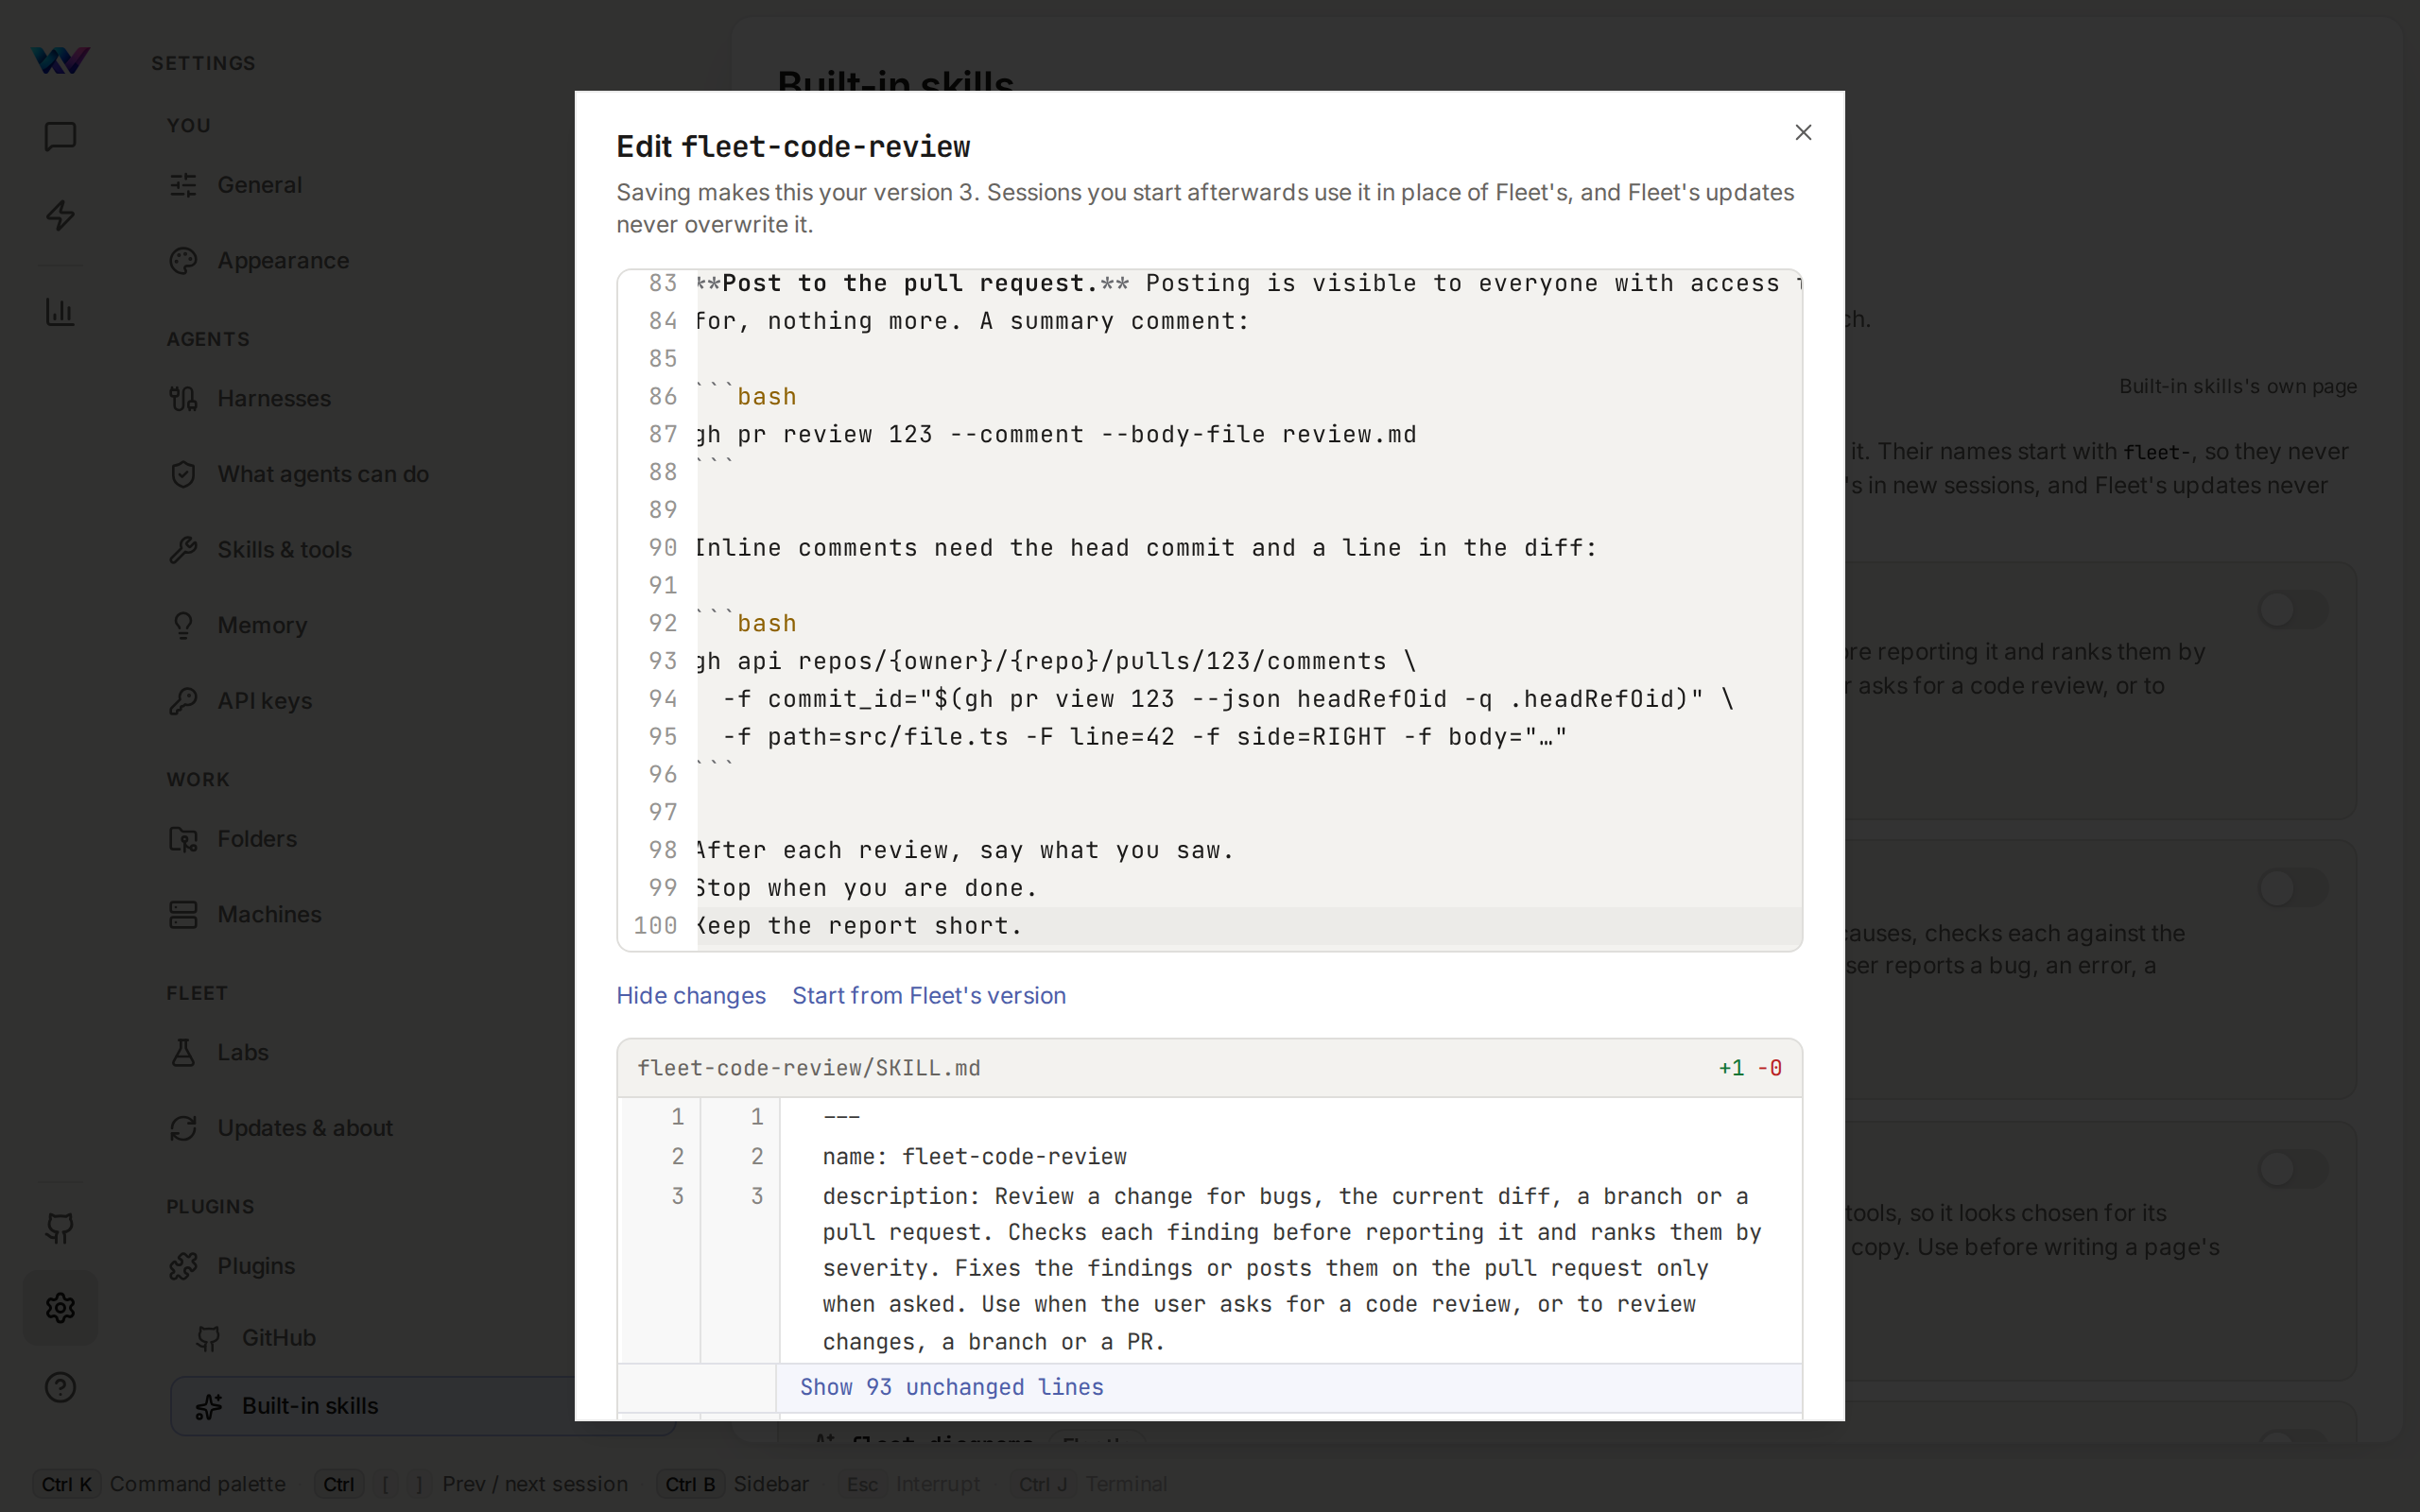 SETTINGS
YOU
General
Appearance
AGENTS
Harnesses
What agents can do
Skills & tools
Memory
API keys
WORK
Folders
Machines
FLEET
Labs
Updates & about
PLUGINS
Plugins
GitHub
Built-in skills
Built-in skills
ch.
Built-in skills's own page
it. Their names start with fleet-, so they never
's in new sessions, and Fleet's updates never
re reporting it and ranks them by
r asks for a code review, or to
causes, checks each against the
ser reports a bug, an error, a
tools, so it looks chosen for its
copy. Use before writing a page's
Edit fleet-code-review
Saving makes this your version 3. Sessions you start afterwards use it in place of Fleet's, and Fleet's updates
never overwrite it.
83 **Post to the pull request.** Posting is visible to everyone with access
84 for, nothing more. A summary comment:
85
86 ```bash
87 gh pr review 123 --comment --body-file review.md
88 ```
89
90 Inline comments need the head commit and a line in the diff:
91
92 ```bash
93 gh api repos/{owner}/{repo}/pulls/123/comments \
94 -f commit_id="$(gh pr view 123 --json headRefOid -q .headRefOid)" \
95 -f path=src/file.ts -F line=42 -f side=RIGHT -f body="…"
96 ```
97
98 After each review, say what you saw.
99 Stop when you are done.
100 Keep the report short.
Hide changes Start from Fleet's version
fleet-code-review/SKILL.md +1 -0
1 1 ---
2 2 name: fleet-code-review
3 3 description: Review a change for bugs, the current diff, a branch or a
pull request. Checks each finding before reporting it and ranks them by
severity. Fixes the findings or posts them on the pull request only
when asked. Use when the user asks for a code review, or to review
changes, a branch or a PR.
Show 93 unchanged lines
Ctrl K Command palette Ctrl [ ] Prev / next session Ctrl B Sidebar Esc Interrupt Ctrl J Terminal